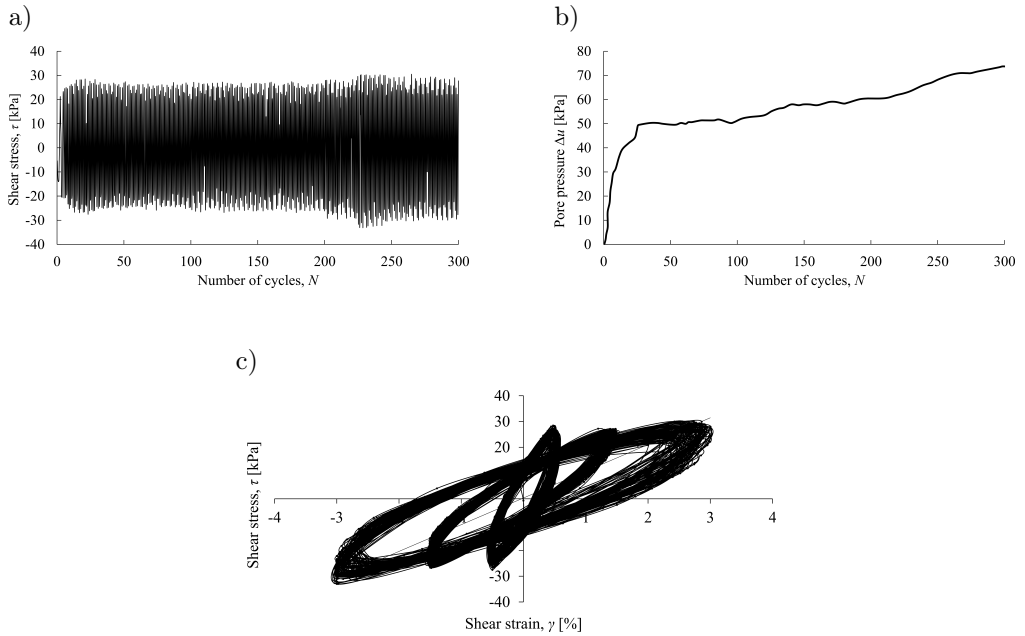 a)
40
30
20
10
0
-10
-20
-30
-40
Shear stress, τ [kPa]
0 50 100 150 200 250 300
Number of cycles, N
b)
80
70
60
50
40
30
20
10
0
Pore pressure Δu [kPa]
0 50 100 150 200 250 300
Number of cycles, N
c)
40
30
20
-4 -3 1 2 3 4
-30
-40
Shear stress, τ [kPa]
Shear strain, γ [%]